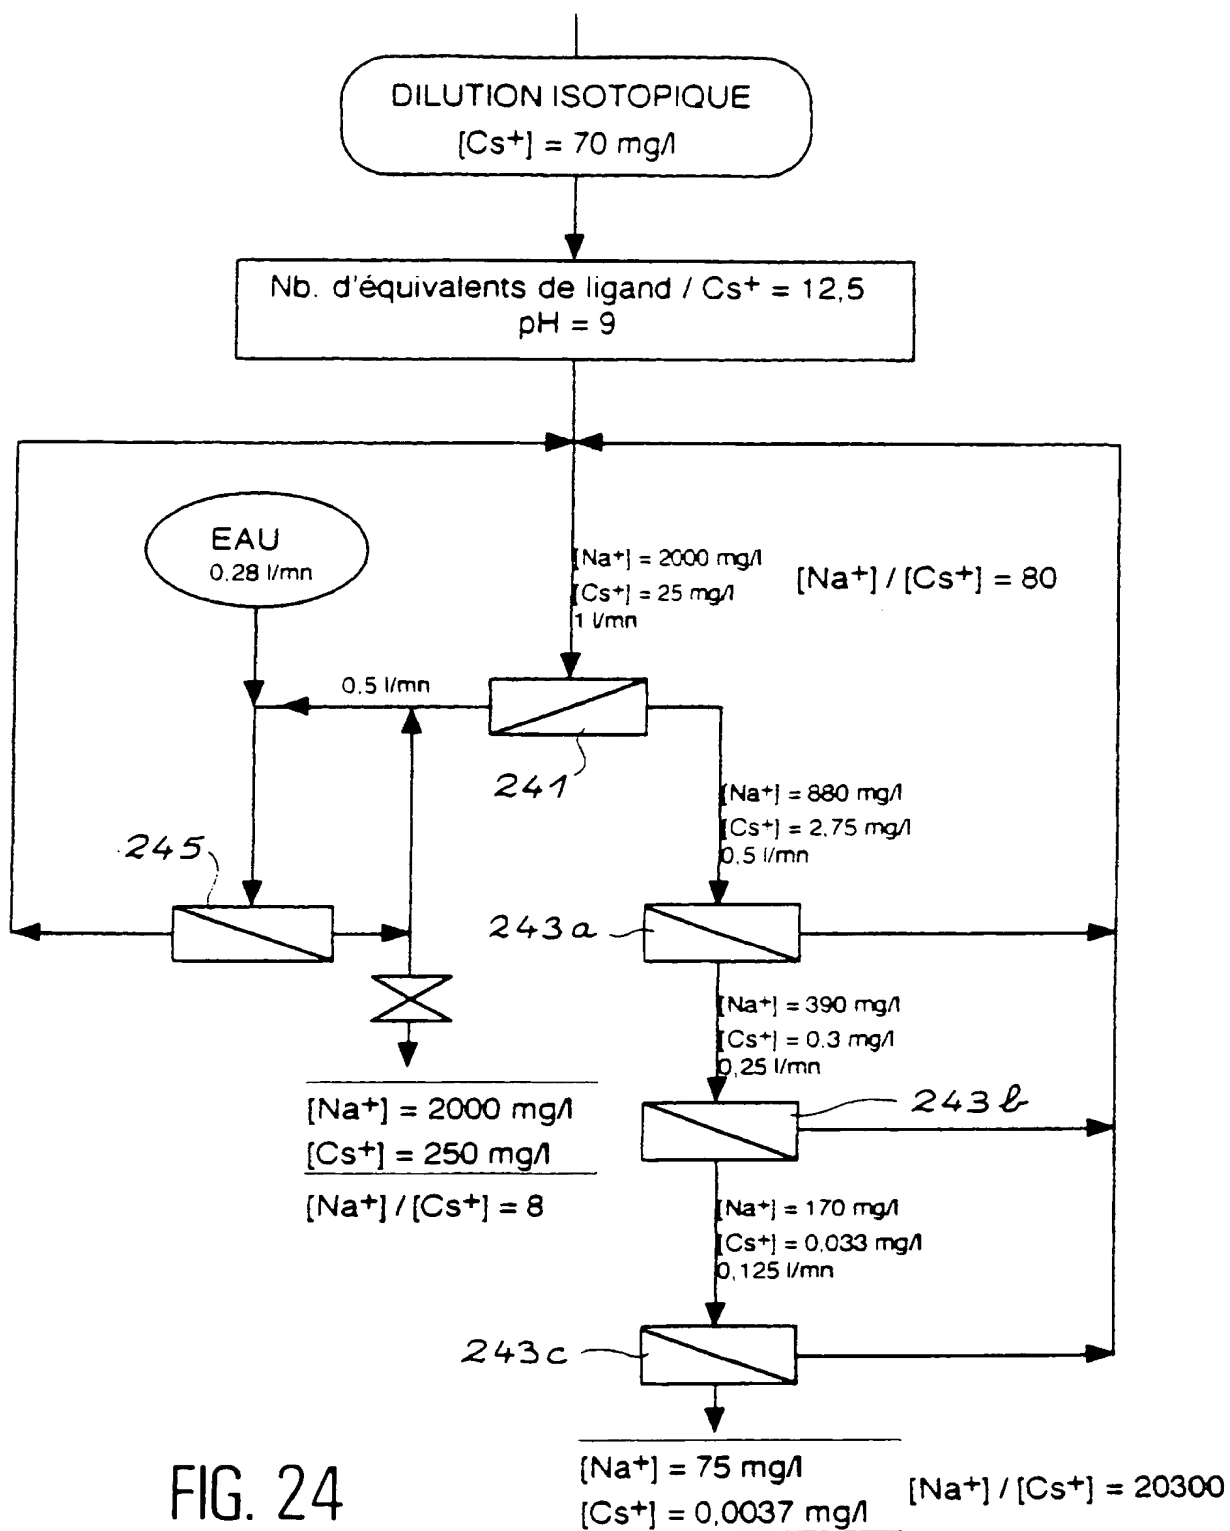 DILUTION ISOTOPIQUE
[Cs+] = 70 mg/l
Nb. d'équivalents de ligand / Cs+ = 12,5
pH = 9
EAU
0.28 l/mn
[Na+] = 2000 mg/l
[Cs+] = 25 mg/l
1 l/mn
[Na+] / [Cs+] = 80
0.5 l/mn
241
[Na+] = 880 mg/l
[Cs+] = 2,75 mg/l
0,5 l/mn
245
243a
[Na+] = 390 mg/l
[Cs+] = 0.3 mg/l
0,25 l/mn
243b
[Na+] = 2000 mg/l
[Cs+] = 250 mg/l
[Na+] / [Cs+] = 8
[Na+] = 170 mg/l
[Cs+] = 0,033 mg/l
0,125 l/mn
243c
[Na+] = 75 mg/l
[Cs+] = 0,0037 mg/l
[Na+] / [Cs+] = 20300
FIG. 24